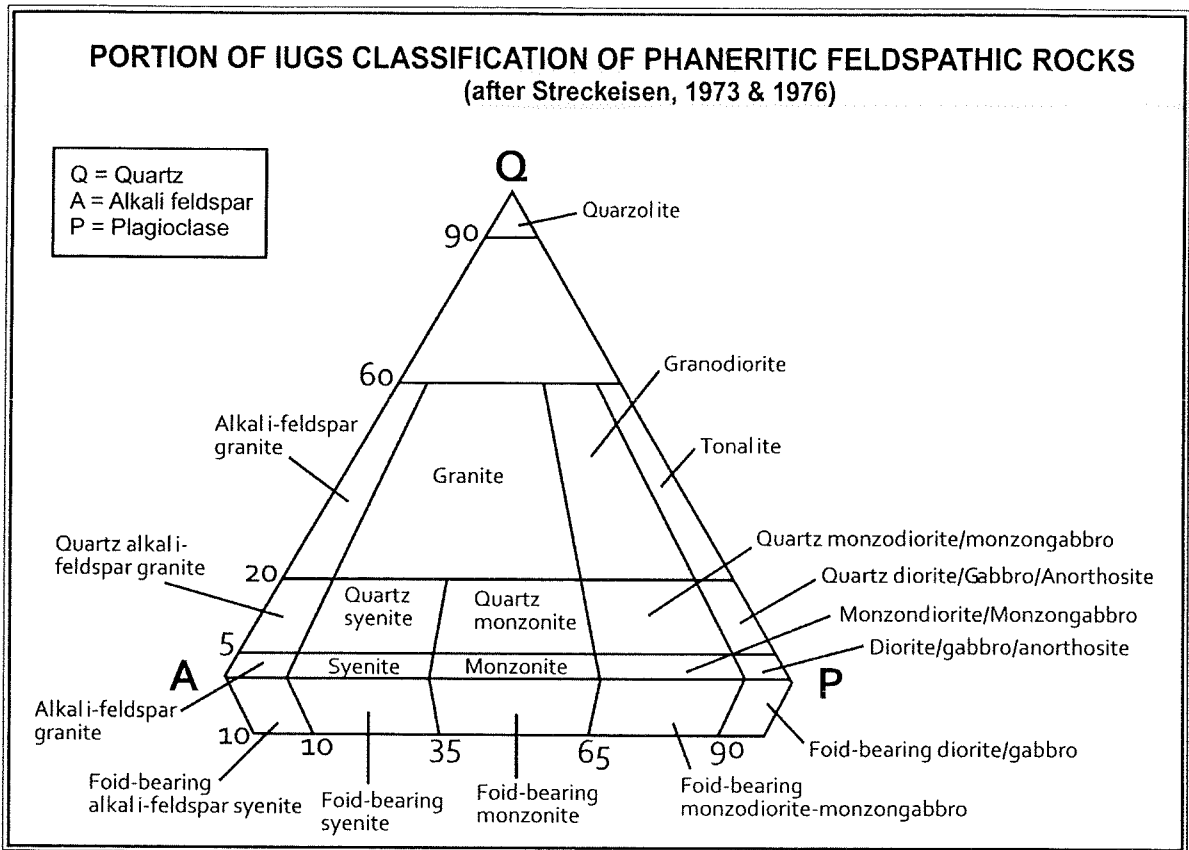 PORTION OF IUGS CLASSIFICATION OF PHANERITIC FELDSPATHIC ROCKS
(after Streckeisen, 1973 & 1976)
Q = Quartz
A = Alkali feldspar
P = Plagioclase
Q
Quarzolite
90
60
Granodiorite
Alkali-feldspar
granite
Tonalite
Granite
Quartz alkali-
feldspar granite
Quartz monzodiorite/monzongabbro
20
Quartz diorite/Gabbro/Anorthosite
Quartz
syenite
Quartz
monzonite
Monzondiorite/Monzongabbro
5
Diorite/gabbro/anorthosite
Syenite
Monzonite
A
P
Alkali-feldspar
granite
10
10
35
65
90
Foid-bearing diorite/gabbro
Foid-bearing
alkali-feldspar syenite
Foid-bearing
syenite
Foid-bearing
monzonite
Foid-bearing
monzodiorite-monzongabbro